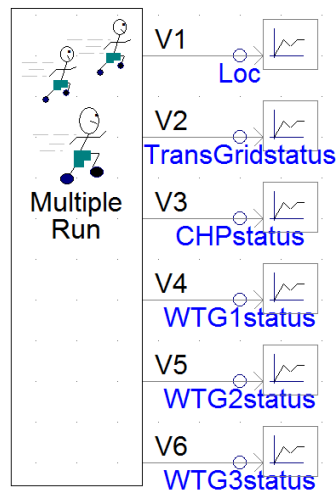 V1
Loc
V2
TransGridstatus
Multiple
Run
V3
CHPstatus
V4
WTG1status
V5
WTG2status
V6
WTG3status